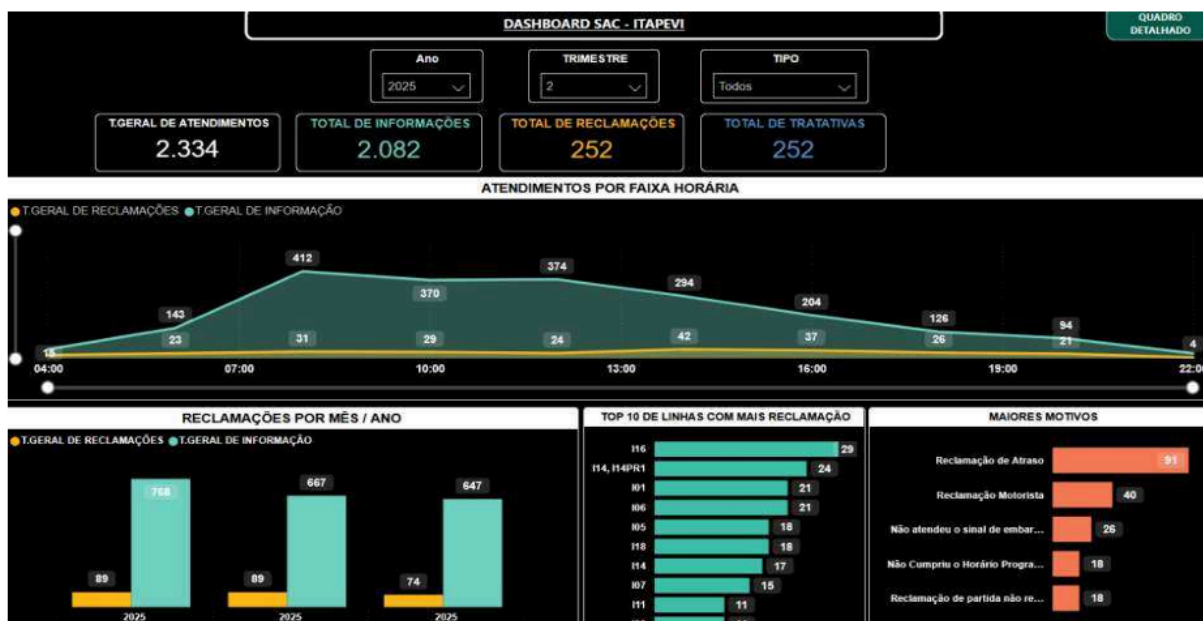 DASHBOARD SAC - ITAPEVI
QUADRO
DETALHADO
Ano
2025
TRIMESTRE
2
TIPO
Todos
T.GERAL DE ATENDIMENTOS
2.334
TOTAL DE INFORMAÇÕES
2.082
TOTAL DE RECLAMAÇÕES
252
TOTAL DE TRATATIVAS
252
ATENDIMENTOS POR FAIXA HORÁRIA
T.GERAL DE RECLAMAÇÕES T.GERAL DE INFORMAÇÃO
412
370
374
294
204
143
126
94
23
31
29
24
42
37
26
21
4
04:00 07:00 10:00 13:00 16:00 19:00 22:00
RECLAMAÇÕES POR MÊS / ANO
T.GERAL DE RECLAMAÇÕES T.GERAL DE INFORMAÇÃO
89 768
89 667
74 647
2025 2025 2025
TOP 10 DE LINHAS COM MAIS RECLAMAÇÃO
I16 29
I14, I14PR1 24
I01 21
I06 21
I05 18
I18 18
I14 17
I07 15
I11 11
MAIORES MOTIVOS
Reclamação de Atraso 91
Reclamação Motorista 40
Não atendeu o sinal de embar... 26
Não Cumpriu o Horário Progra... 18
Reclamação de partida não re... 18